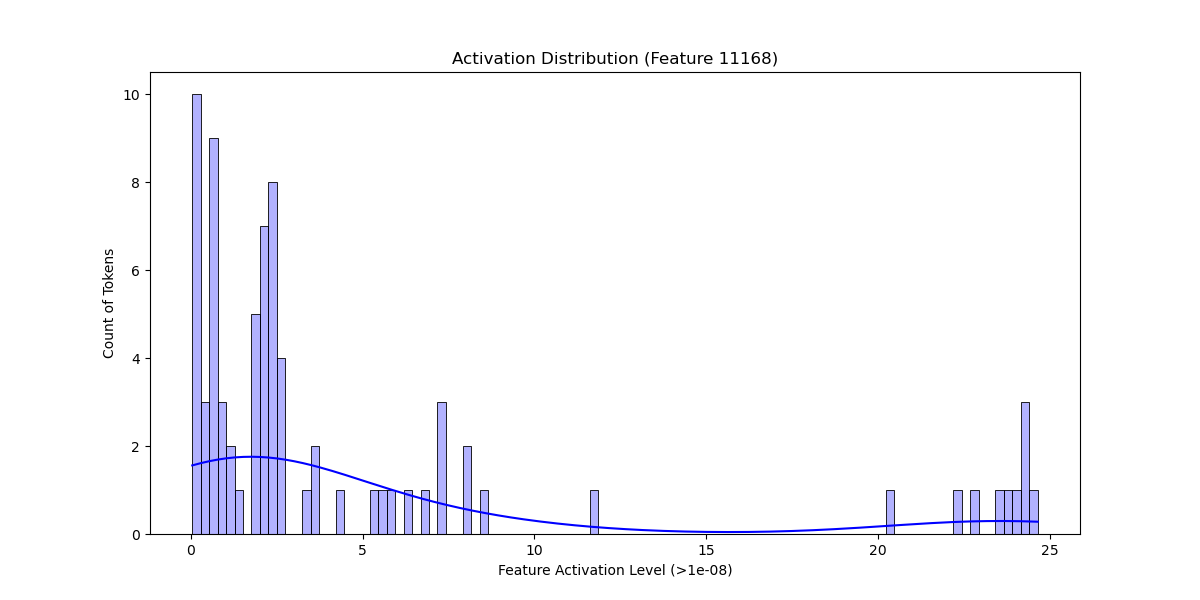 Activation Distribution (Feature 11168)
10
8
6
4
2
0
Count of Tokens
0 5 10 15 20 25
Feature Activation Level (>1e-08)